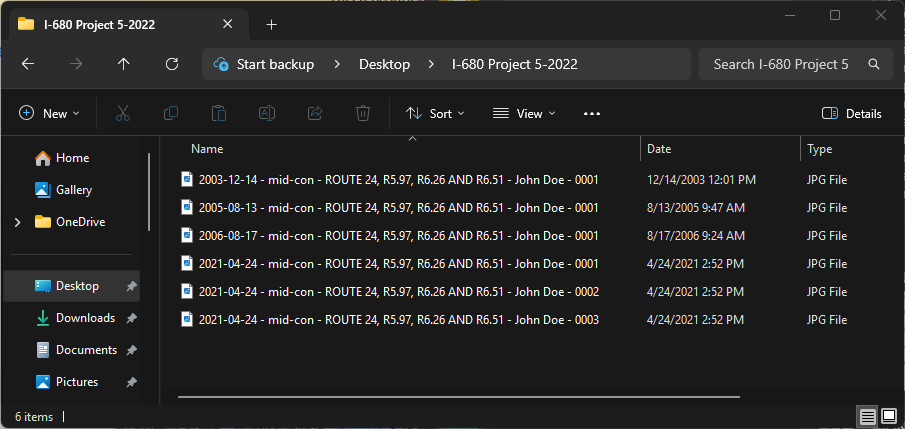 I-680 Project 5-2022
Start backup > Desktop > I-680 Project 5-2022 Search I-680 Project 5
New Sort View Details
Name Date Type
Home
Gallery
OneDrive
Desktop
Downloads
Documents
Pictures
2003-12-14 - mid-con - ROUTE 24, R5.97, R6.26 AND R6.51 - John Doe - 0001 12/14/2003 12:01 PM JPG File
2005-08-13 - mid-con - ROUTE 24, R5.97, R6.26 AND R6.51 - John Doe - 0001 8/13/2005 9:47 AM JPG File
2006-08-17 - mid-con - ROUTE 24, R5.97, R6.26 AND R6.51 - John Doe - 0001 8/17/2006 9:24 AM JPG File
2021-04-24 - mid-con - ROUTE 24, R5.97, R6.26 AND R6.51 - John Doe - 0001 4/24/2021 2:52 PM JPG File
2021-04-24 - mid-con - ROUTE 24, R5.97, R6.26 AND R6.51 - John Doe - 0002 4/24/2021 2:52 PM JPG File
2021-04-24 - mid-con - ROUTE 24, R5.97, R6.26 AND R6.51 - John Doe - 0003 4/24/2021 2:52 PM JPG File
6 items